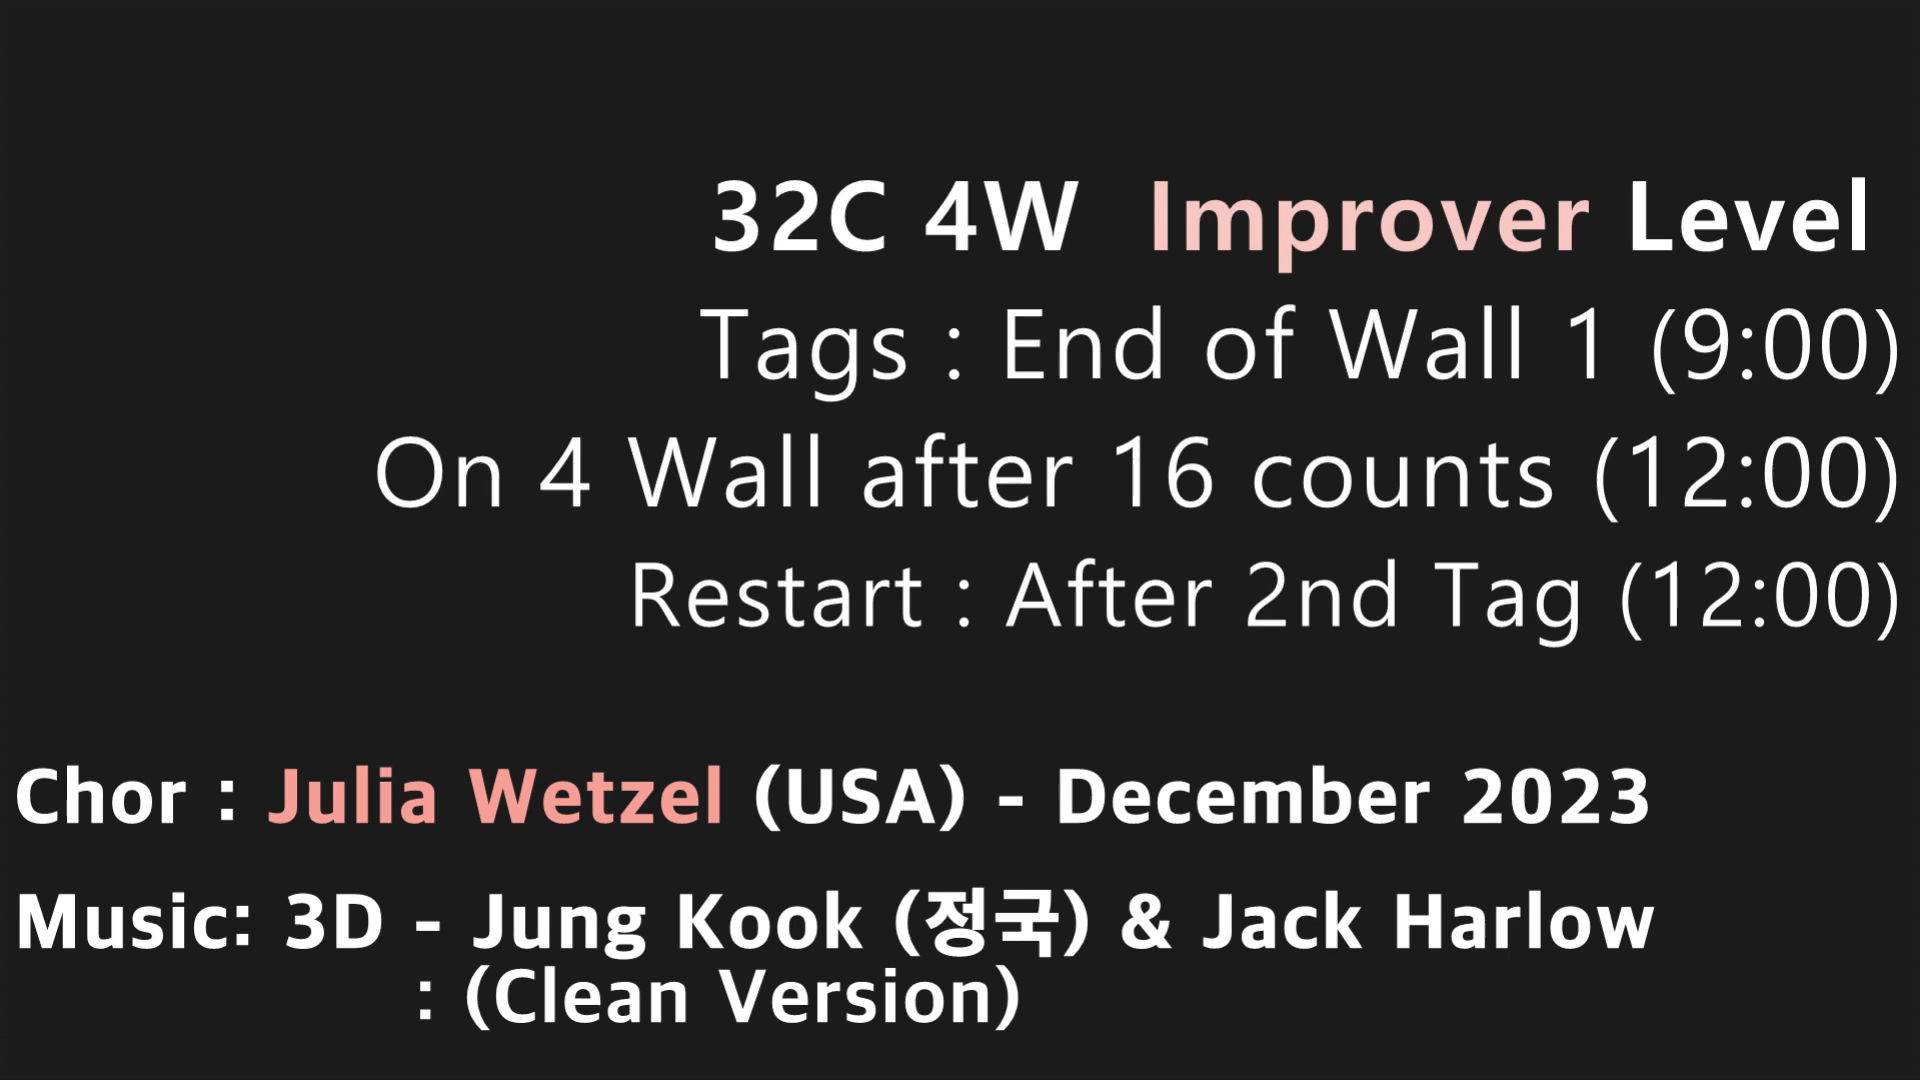 32C 4W Improver Level
Tags : End of Wall 1 (9:00)
On 4 Wall after 16 counts (12:00)
Restart : After 2nd Tag (12:00)
Chor : Julia Wetzel (USA) - December 2023
Music: 3D - Jung Kook (정국) & Jack Harlow
: (Clean Version)